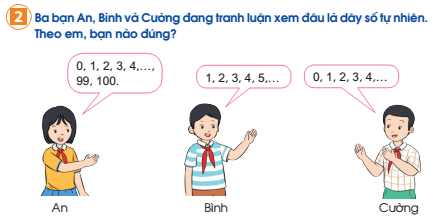 2 Ba bạn An, Bình và Cường đang tranh luận xem đâu là dãy số tự nhiên.
Theo em, bạn nào đúng?
0, 1, 2, 3, 4,...,
99, 100.
1, 2, 3, 4, 5,...
0, 1, 2, 3, 4,...
An
Bình
Cường